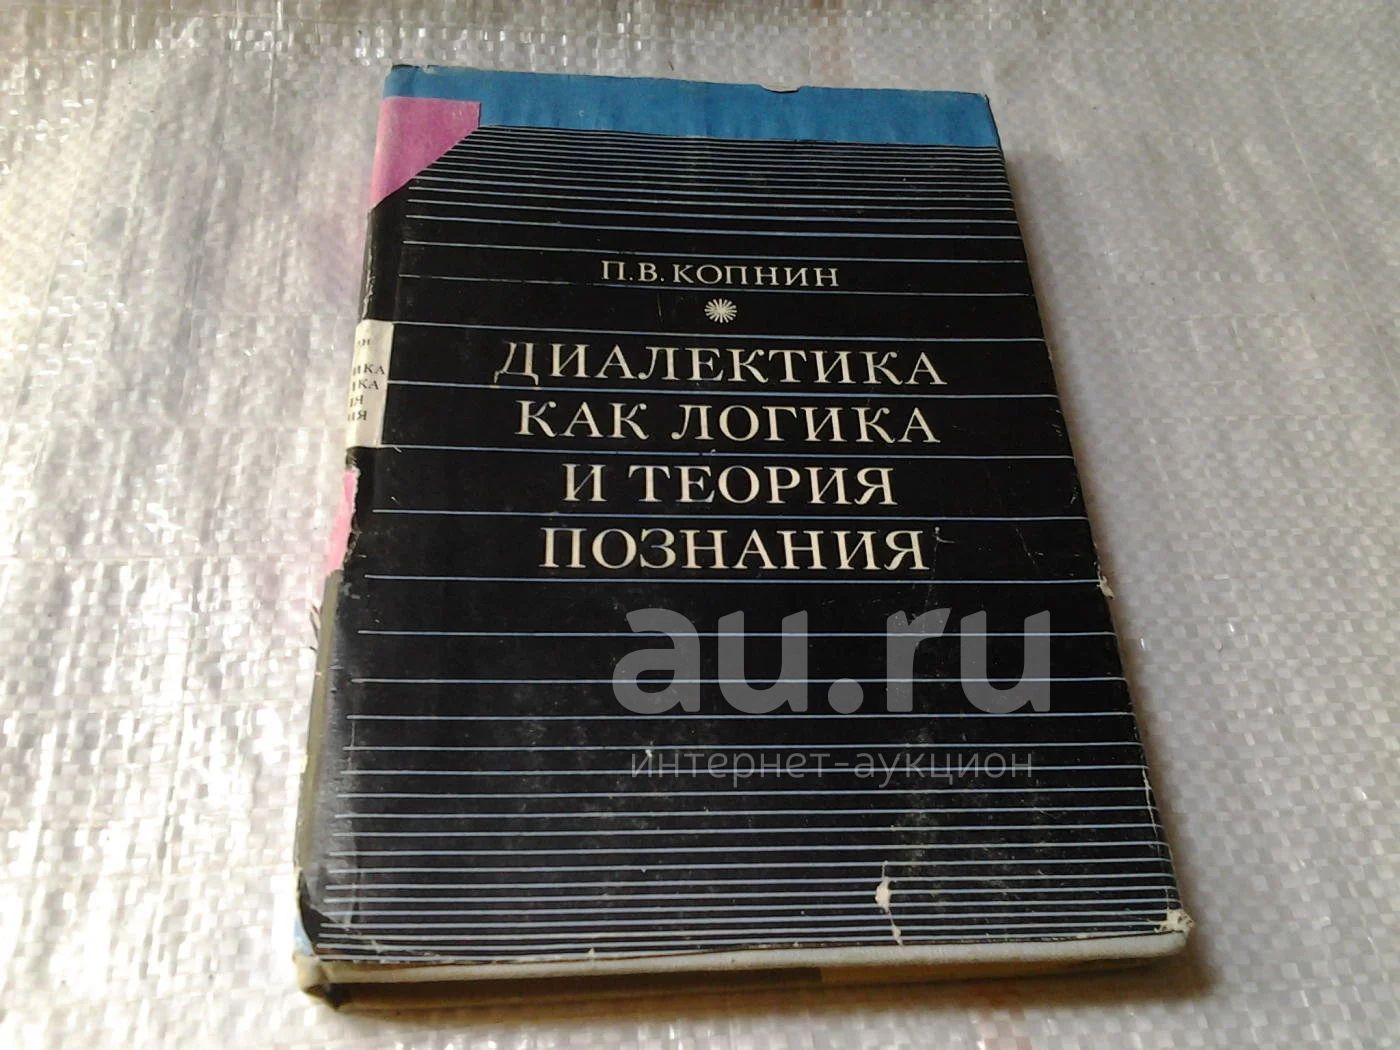 П.В.КОПНИН
ДИАЛЕКТИКА
КАК ЛОГИКА
И ТЕОРИЯ
ПОЗНАНИЯ
au.ru
интернет-аукцион